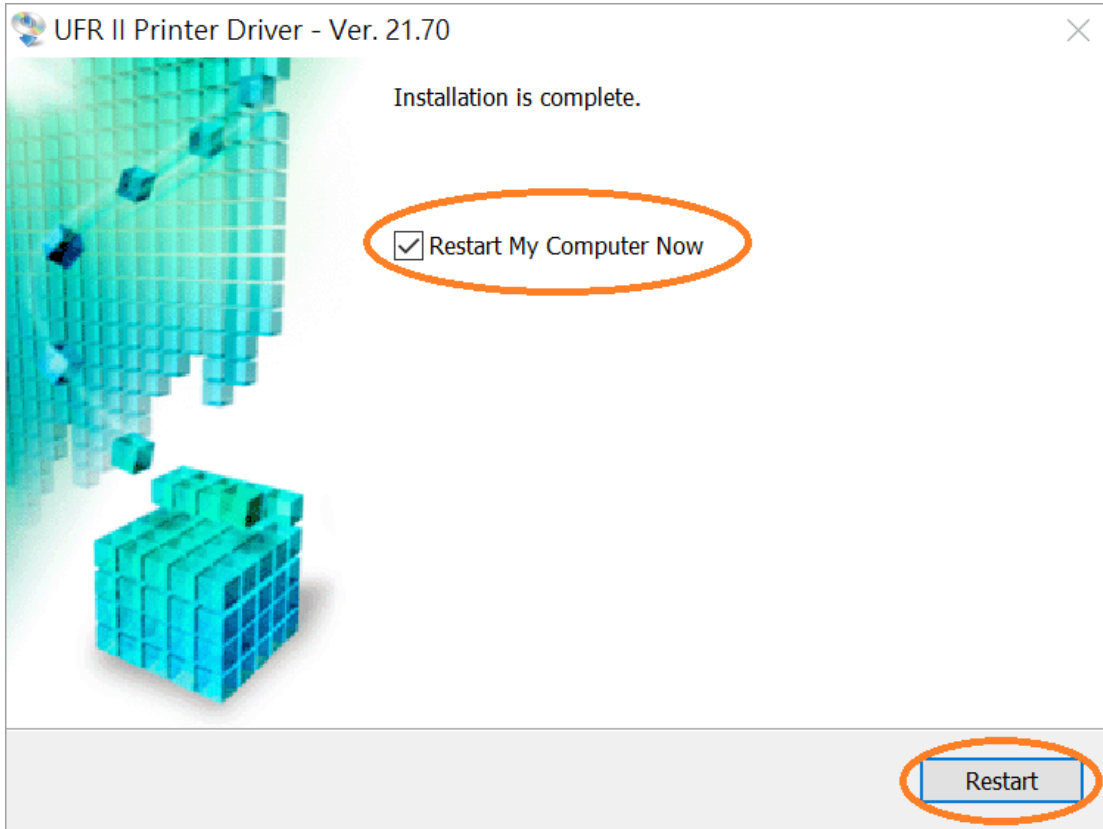 UFR II Printer Driver - Ver. 21.70
Installation is complete.
Restart My Computer Now
Restart